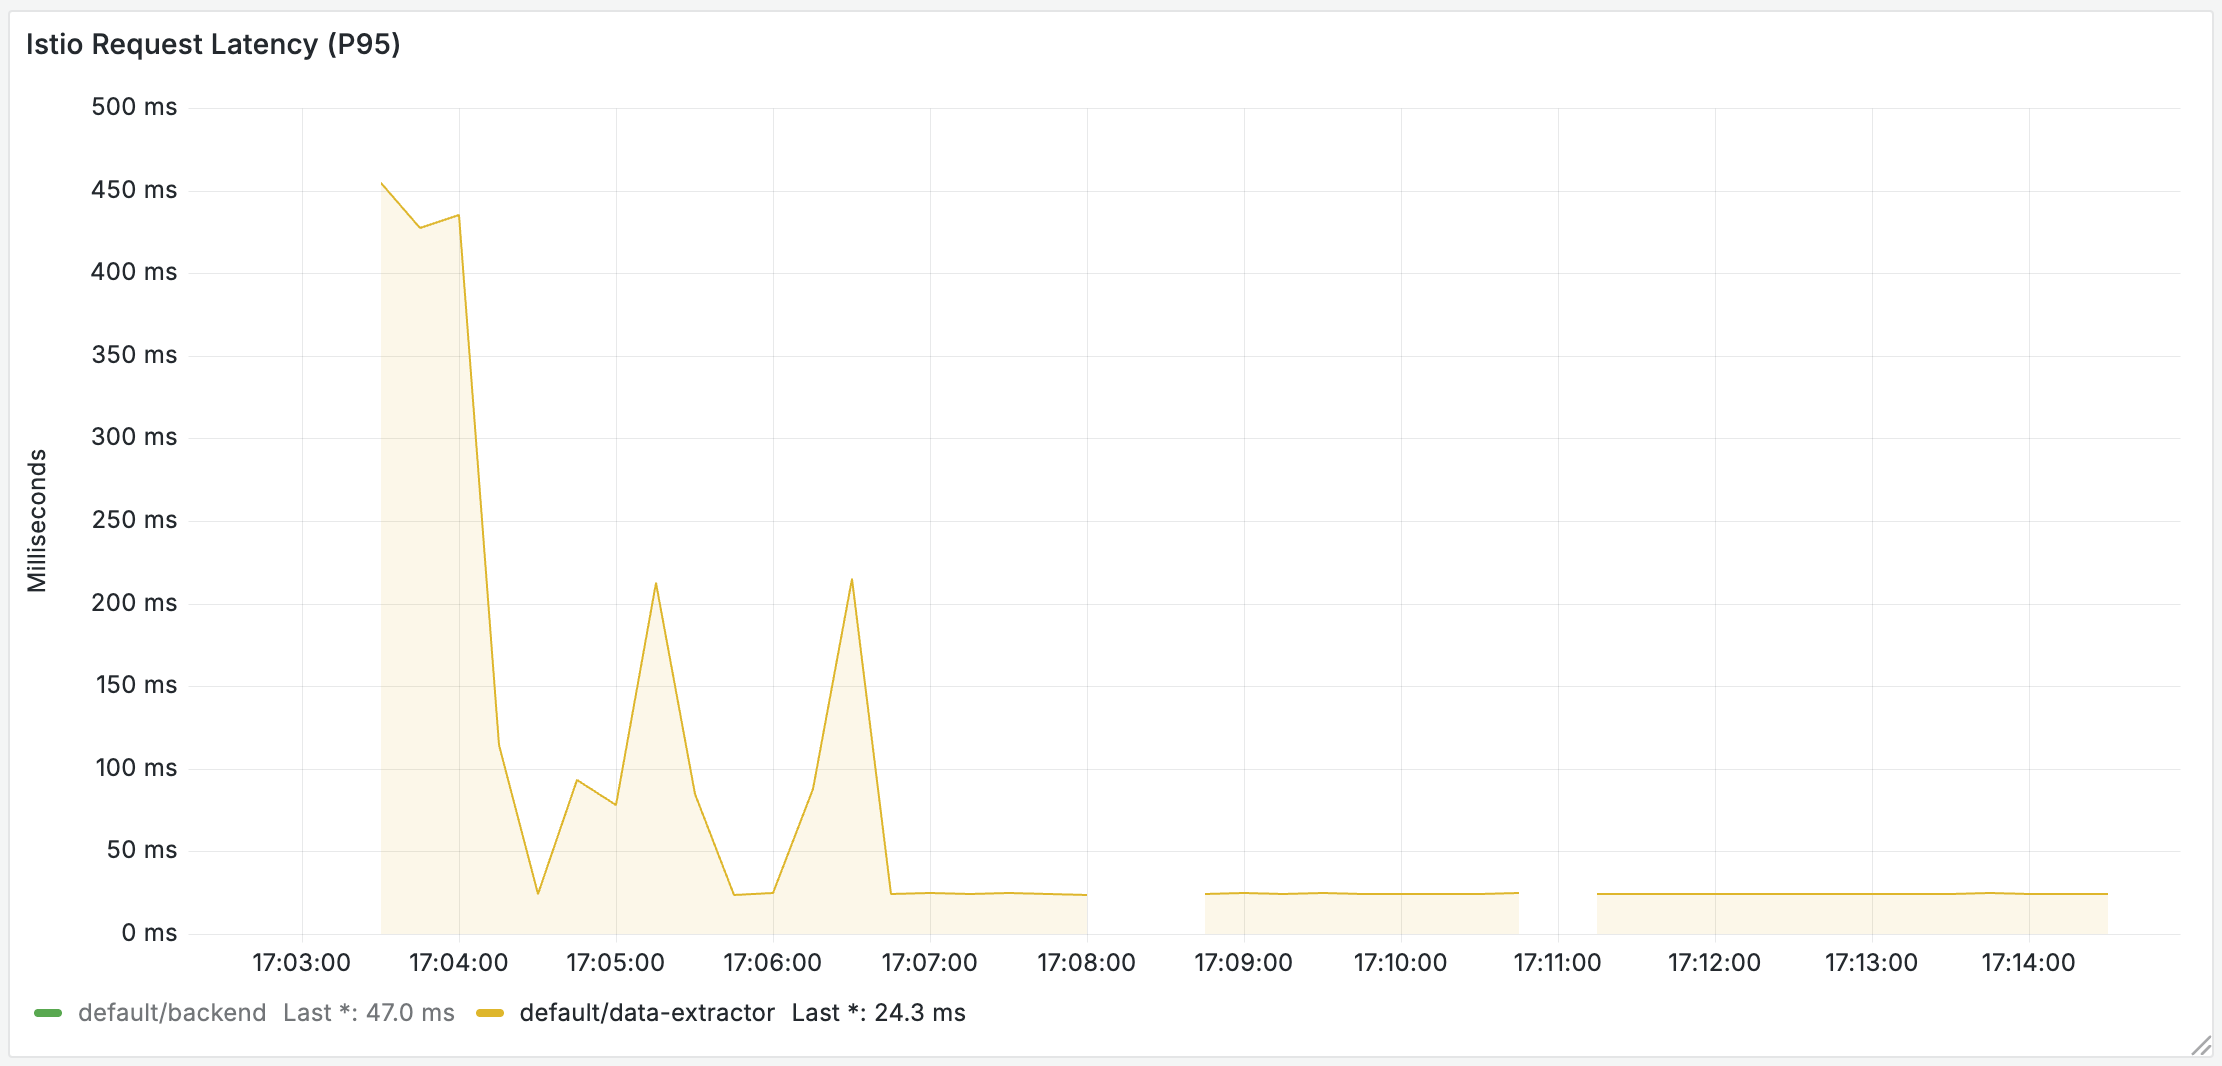 Istio Request Latency (P95)
500 ms
450 ms
400 ms
350 ms
300 ms
250 ms
200 ms
150 ms
100 ms
50 ms
0 ms
Milliseconds
17:03:00 17:04:00 17:05:00 17:06:00 17:07:00 17:08:00 17:09:00 17:10:00 17:11:00 17:12:00 17:13:00 17:14:00
default/backend Last *: 47.0 ms default/data-extractor Last *: 24.3 ms